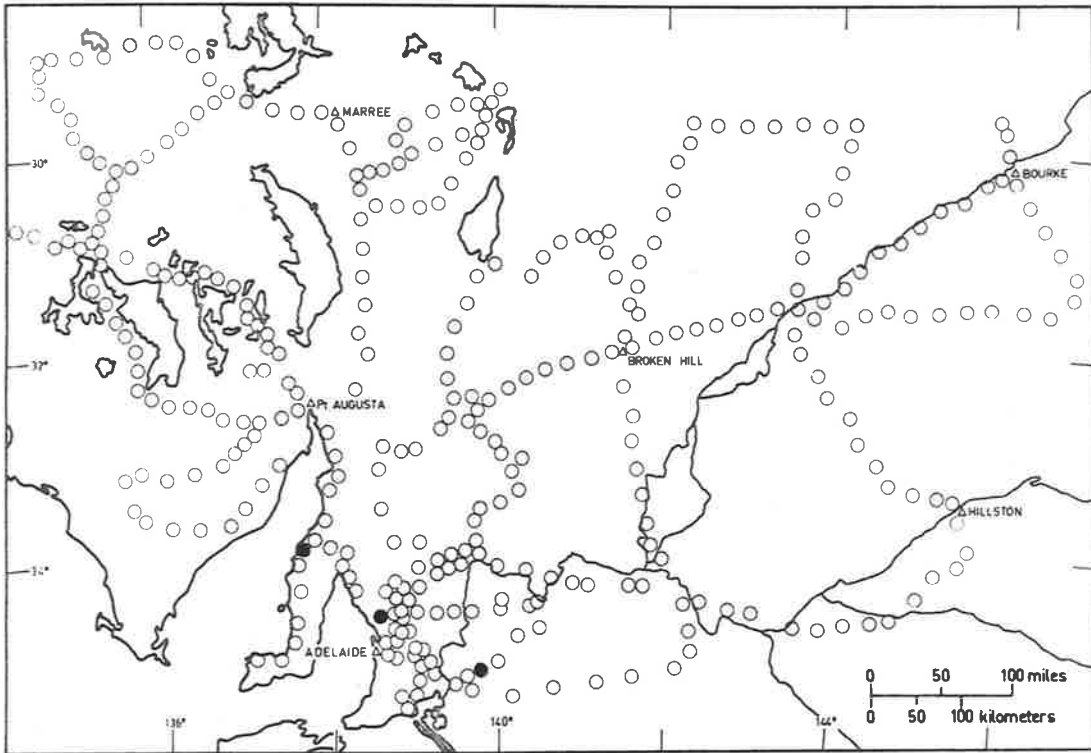 MARREE
30°
BOURKE
32°
BROKEN HILL
Pt AUGUSTA
HILLSTON
34°
ADELAIDE
0 50 100 miles
0 50 100 kilometers
136° 140° 144°